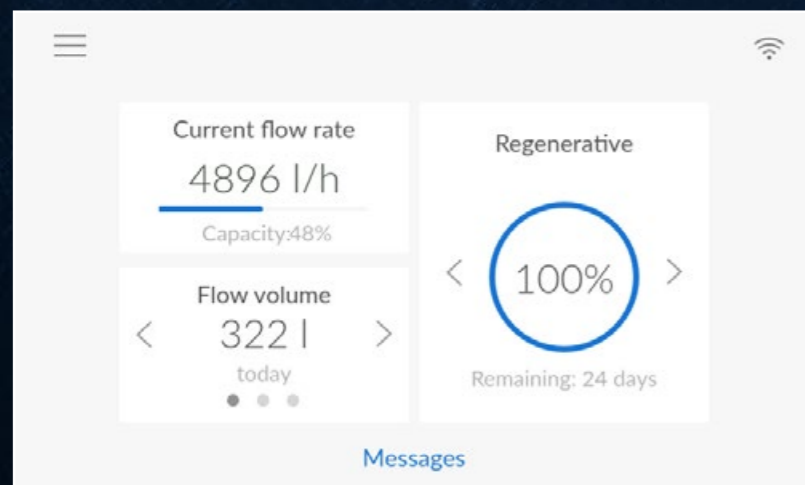 Current flow rate
4896 l/h
Capacity:48%
Flow volume
322 l
today
Regenerative
100%
Remaining: 24 days
Messages